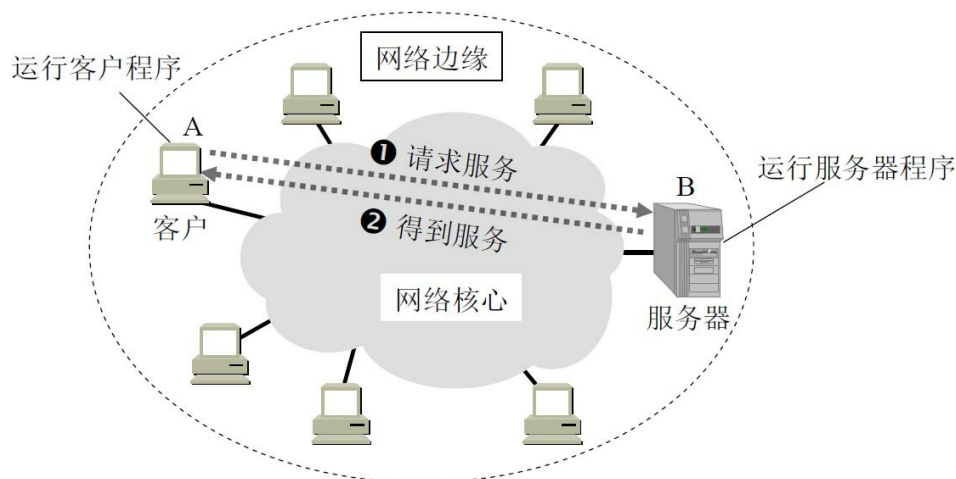 网络边缘
运行客户程序
A
❶ 请求服务
B
运行服务器程序
客户
❷ 得到服务
网络核心
服务器